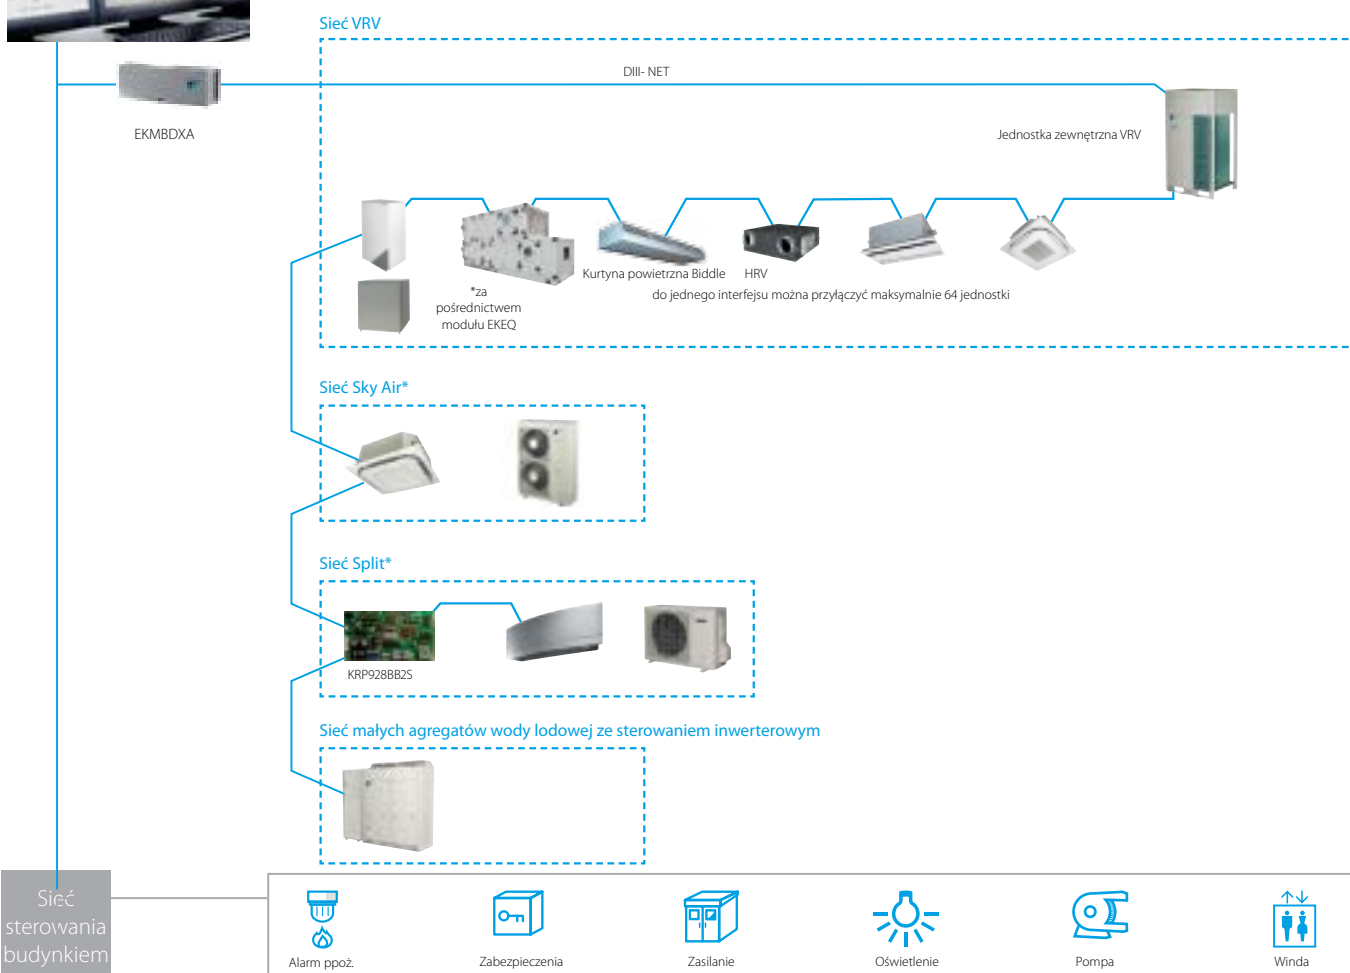 Sieć VRV
DIII- NET
EKMBDXA
Jednostka zewnętrzna VRV
Kurtyna powietrzna Biddle
HRV
*za
pośrednictwem
modułu EKEQ
do jednego interfejsu można przyłączyć maksymalnie 64 jednostki
Sieć Sky Air*
Sieć Split*
KRP928BB2S
Sieć małych agregatów wody lodowej ze sterowaniem inwerterowym
Sieć
sterowania
budynkiem
Alarm ppoż.
Zabezpieczenia
Zasilanie
Oświetlenie
Pompa
Winda